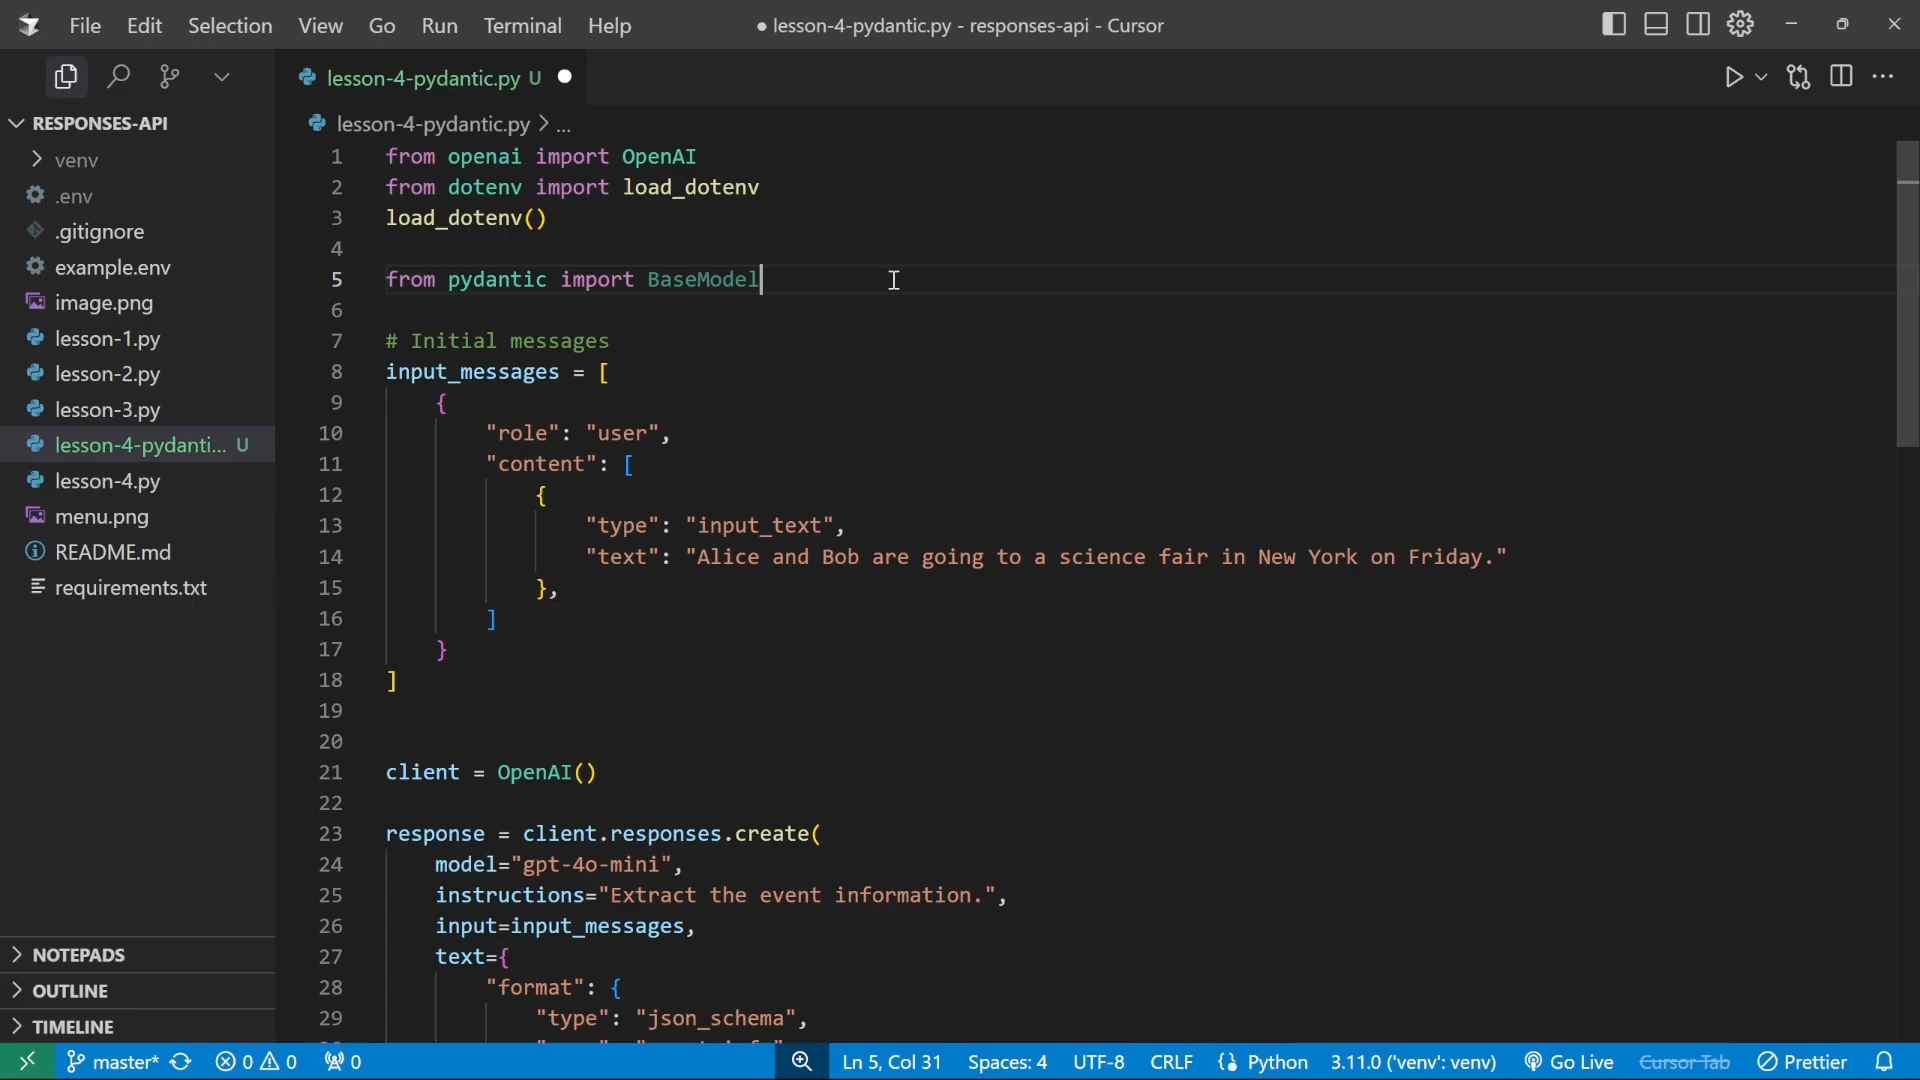 File Edit Selection View Go Run Terminal Help
● lesson-4-pydantic.py - responses-api - Cursor
lesson-4-pydantic.py U ●
RESPONSES-API
venv
.env
.gitignore
example.env
image.png
lesson-1.py
lesson-2.py
lesson-3.py
lesson-4-pydanti... U
lesson-4.py
menu.png
README.md
requirements.txt
NOTEPADS
OUTLINE
TIMELINE
lesson-4-pydantic.py > ...
1 from openai import OpenAI
2 from dotenv import load_dotenv
3 load_dotenv()
4
5 from pydantic import BaseModel
6
7 # Initial messages
8 input_messages = [
9 {
10 "role": "user",
11 "content": [
12 {
13 "type": "input_text",
14 "text": "Alice and Bob are going to a science fair in New York on Friday."
15 },
16 ]
17 }
18 ]
19
20
21 client = OpenAI()
22
23 response = client.responses.create(
24 model="gpt-4o-mini",
25 instructions="Extract the event information.",
26 input=input_messages,
27 text={
28 "format": {
29 "type": "json_schema",
master* 0 0 0 Ln 5, Col 31 Spaces: 4 UTF-8 CRLF {} Python 3.11.0 ('venv': venv) Go Live Cursor Tab Prettier